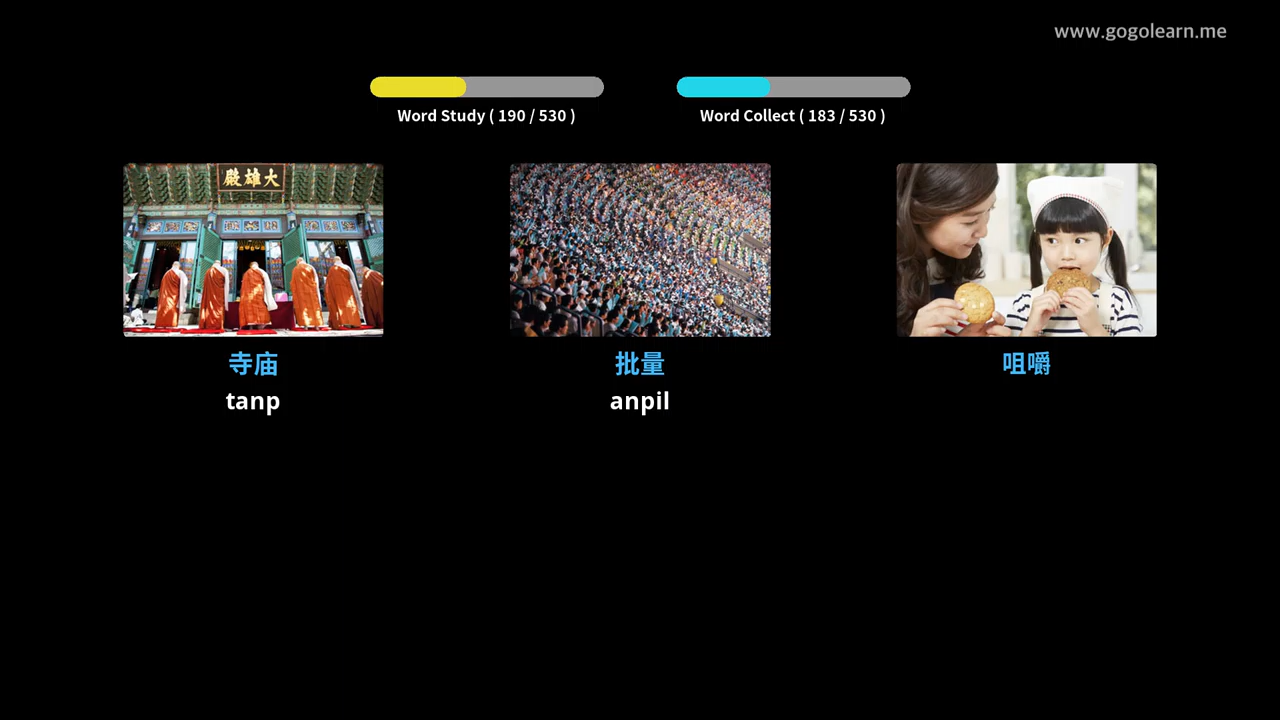 www.gogolearn.me
Word Study ( 190 / 530 )
Word Collect ( 183 / 530 )
大雄殿
寺庙
批量
咀嚼
tanp
anpil